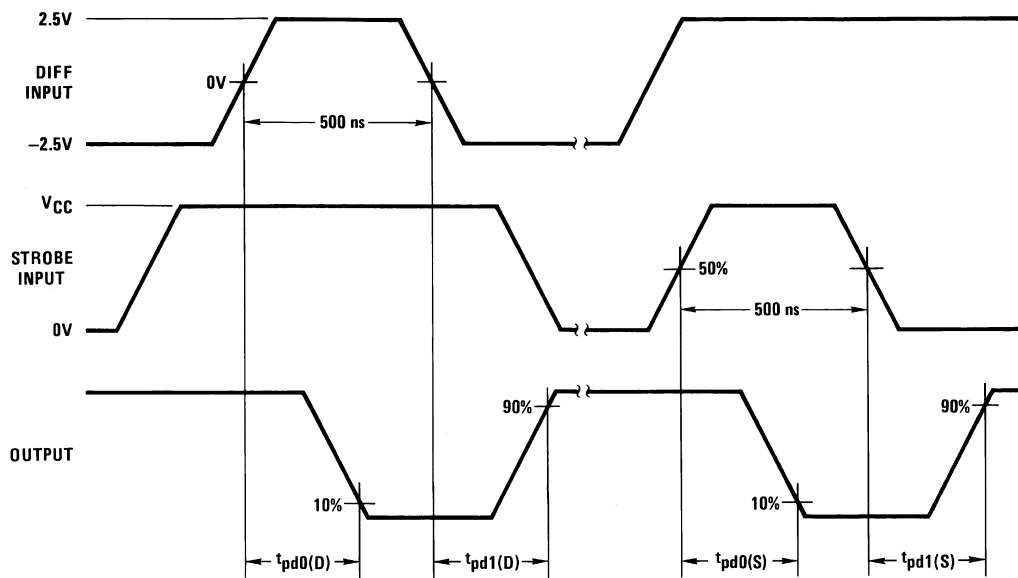 2.5V
DIFF
INPUT
0V
500 ns
–2.5V
VCC
STROBE
INPUT
50%
500 ns
0V
90%
90%
OUTPUT
10%
10%
tpd0(D)
tpd1(D)
tpd0(S)
tpd1(S)